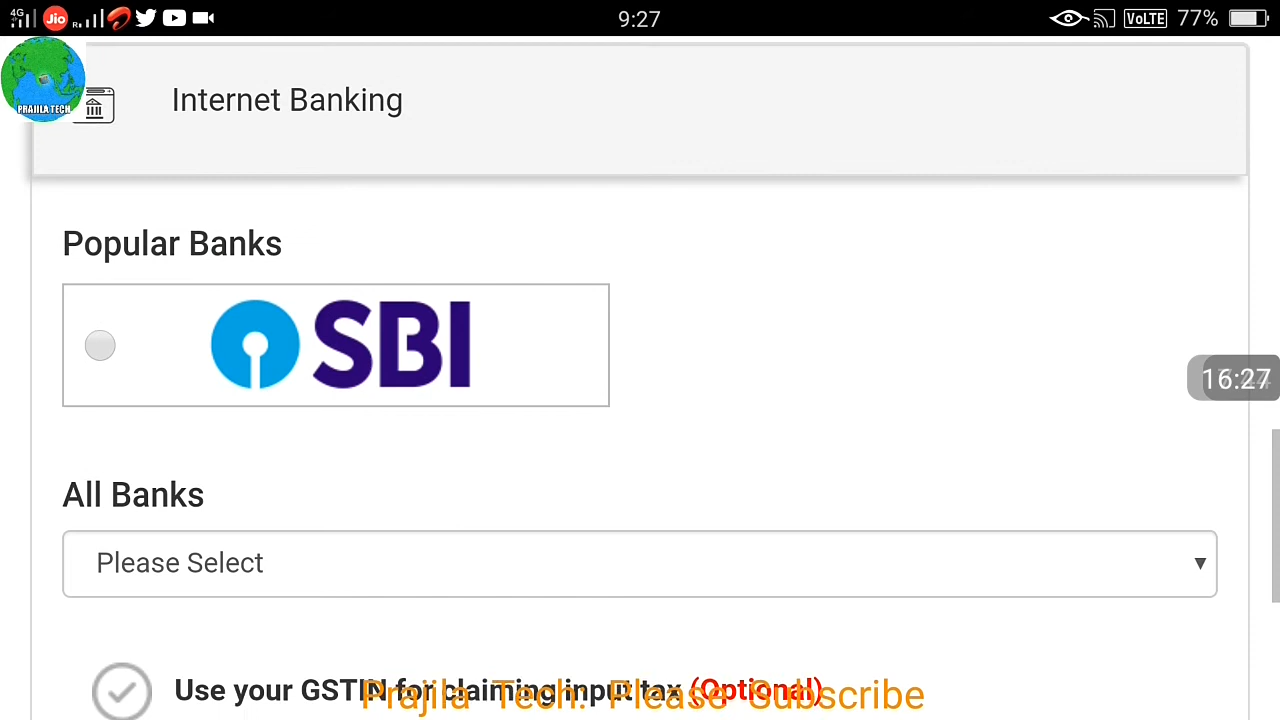 4G Jio R 9:27 VoLTE 77%
PRAJILA TECH
Internet Banking
Popular Banks
SBI
16:27
All Banks
Please Select
Use your GSTIN for claiming input tax (Optional)
Prajila Tech: Please Subscribe